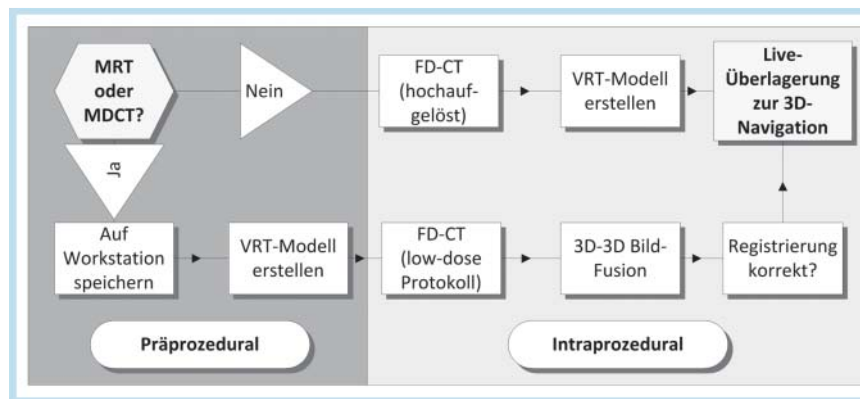 MRT
oder
MDCT?
Nein
FD-CT
(hochauf-
gelöst)
VRT-Modell
erstellen
Live-
Überlagerung
zur 3D-
Navigation
Ja
Auf
Workstation
speichern
VRT-Modell
erstellen
FD-CT
(low-dose
Protokoll)
3D-3D Bild-
Fusion
Registrierung
korrekt?
Präprozedural
Intraprozedural